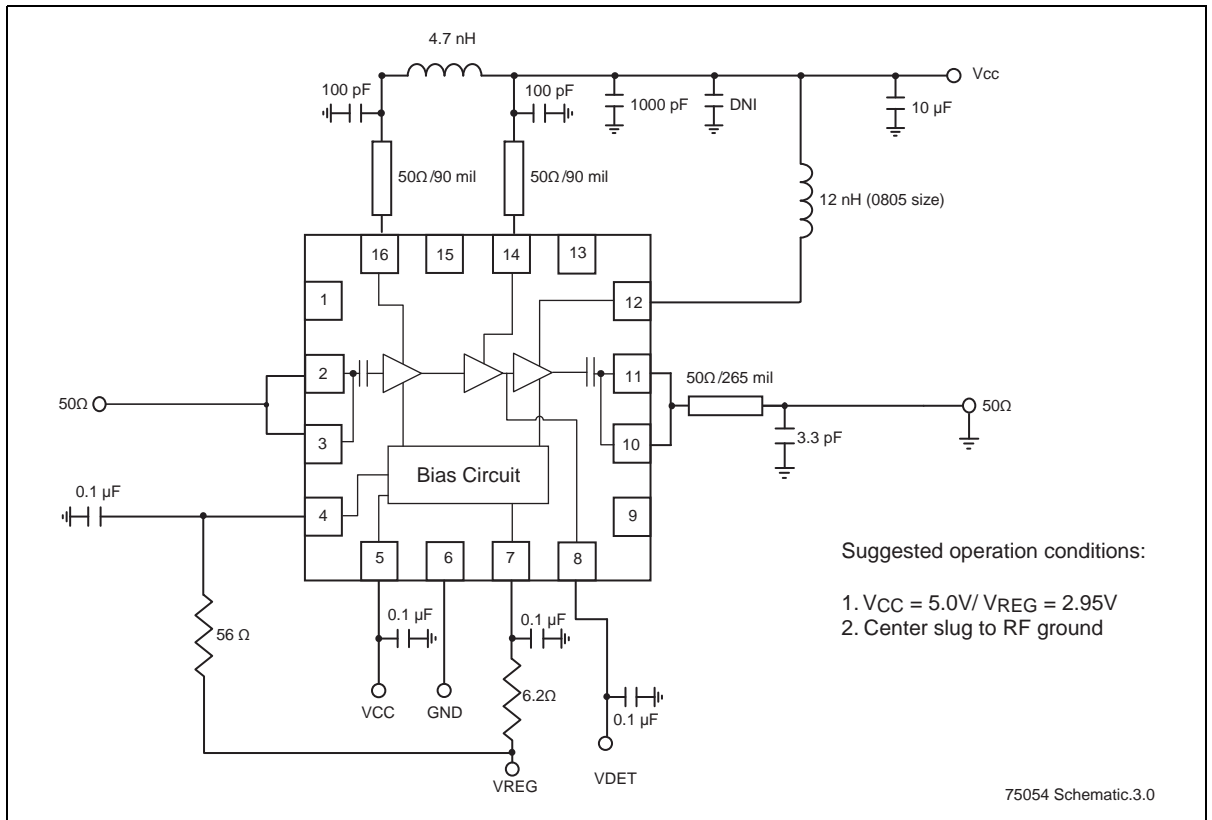 4.7 nH
Vcc
100 pF
100 pF
1000 pF
DNI
10 µF
50Ω/90 mil
50Ω/90 mil
12 nH (0805 size)
16
15
14
13
1
12
2
11
50Ω/265 mil
50Ω
50Ω
3
10
3.3 pF
Bias Circuit
0.1 µF
4
9
5
6
7
8
Suggested operation conditions:
1. VCC = 5.0V/ VREG = 2.95V
2. Center slug to RF ground
0.1 µF
0.1 µF
56 Ω
6.2Ω
VCC
GND
0.1 µF
VREG
VDET
75054 Schematic.3.0